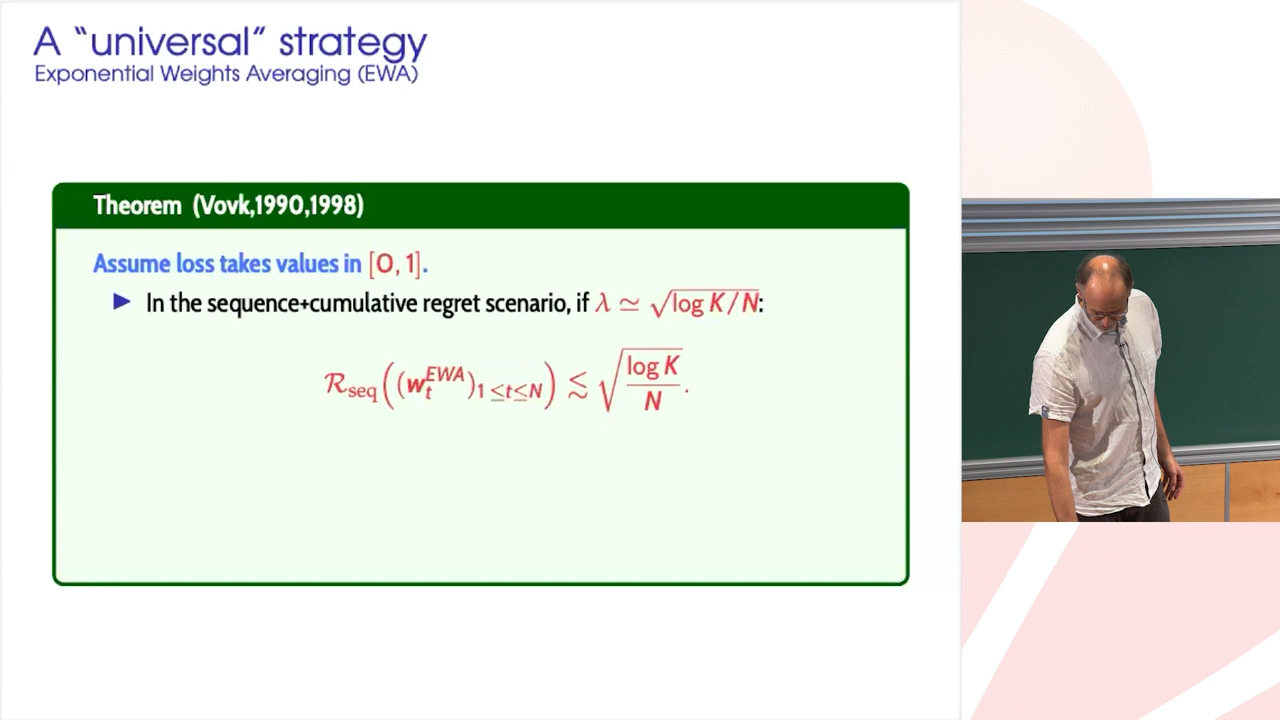 A “universal” strategy
Exponential Weights Averaging (EWA)
Theorem (Vovk,1990,1998)
Assume loss takes values in [0, 1].
▶ In the sequence+cumulative regret scenario, if λ ≃ √log K/N:
R_seq((w_t^EWA)_1≤t≤N) ≲ √(log K / N).